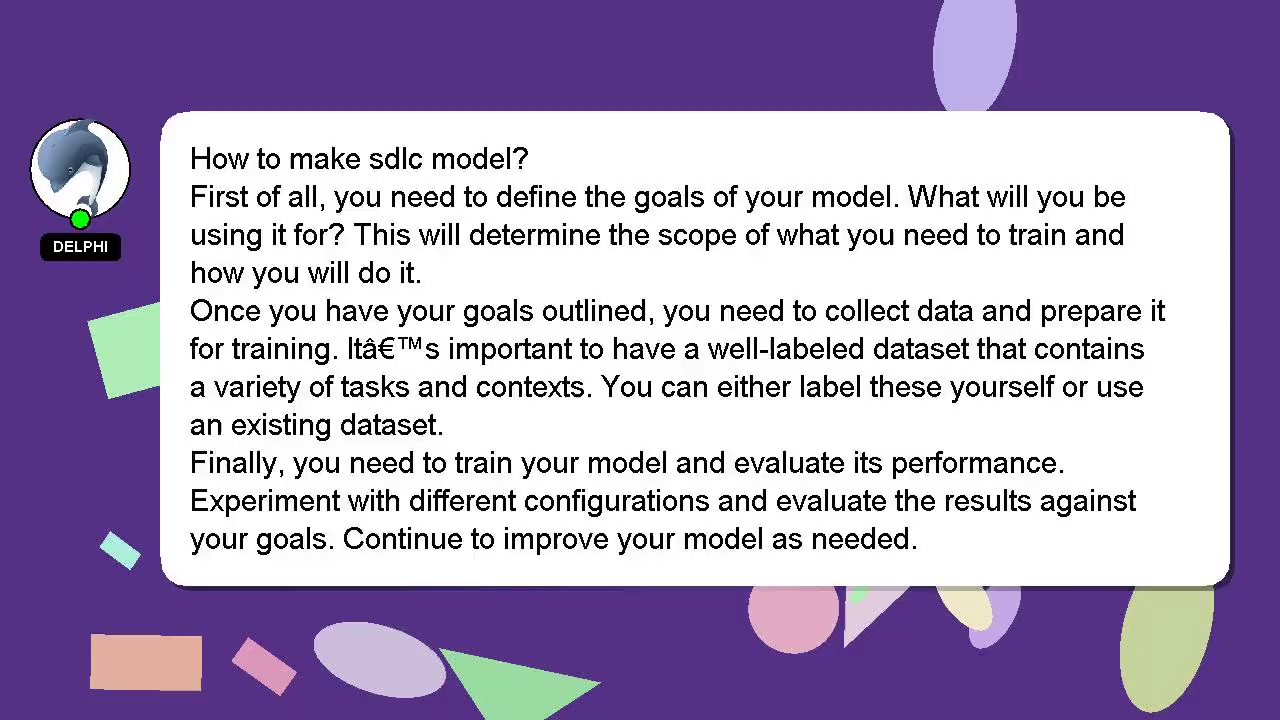 How to make sdlc model?
First of all, you need to define the goals of your model. What will you be
using it for? This will determine the scope of what you need to train and
how you will do it.
Once you have your goals outlined, you need to collect data and prepare it
for training. Itâ€™s important to have a well-labeled dataset that contains
a variety of tasks and contexts. You can either label these yourself or use
an existing dataset.
Finally, you need to train your model and evaluate its performance.
Experiment with different configurations and evaluate the results against
your goals. Continue to improve your model as needed.
DELPHI